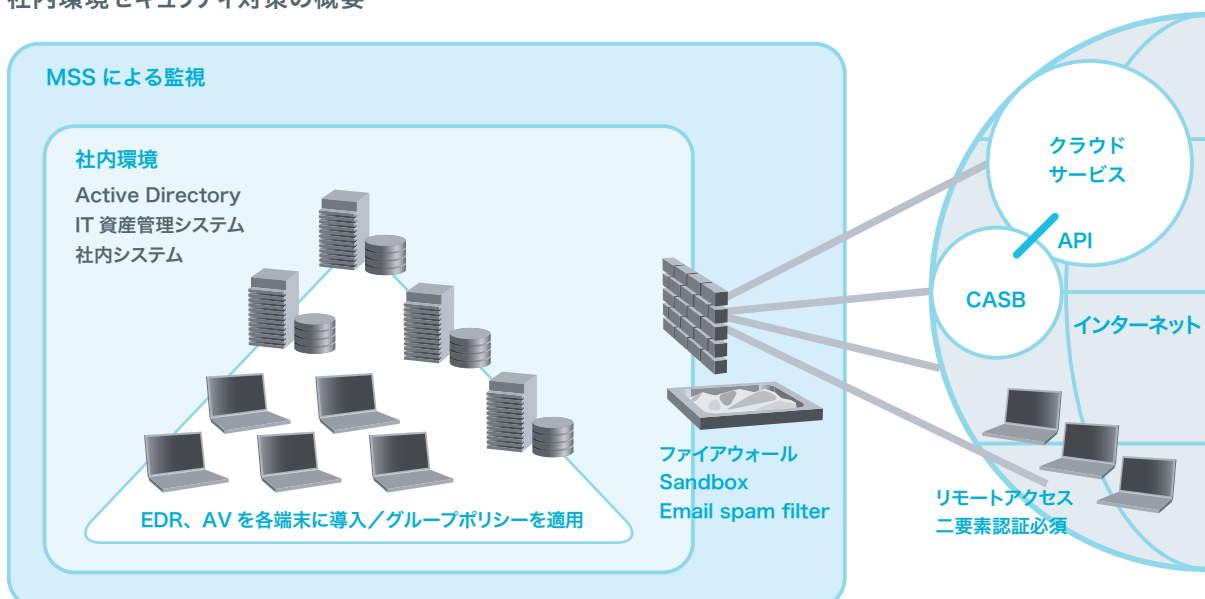 社内環境セキュリティ対策の概要
MSS による監視
社内環境
Active Directory
IT 資産管理システム
社内システム
EDR、AV を各端末に導入／グループポリシーを適用
ファイアウォール
Sandbox
Email spam filter
クラウド
サービス
API
CASB
インターネット
リモートアクセス
二要素認証必須